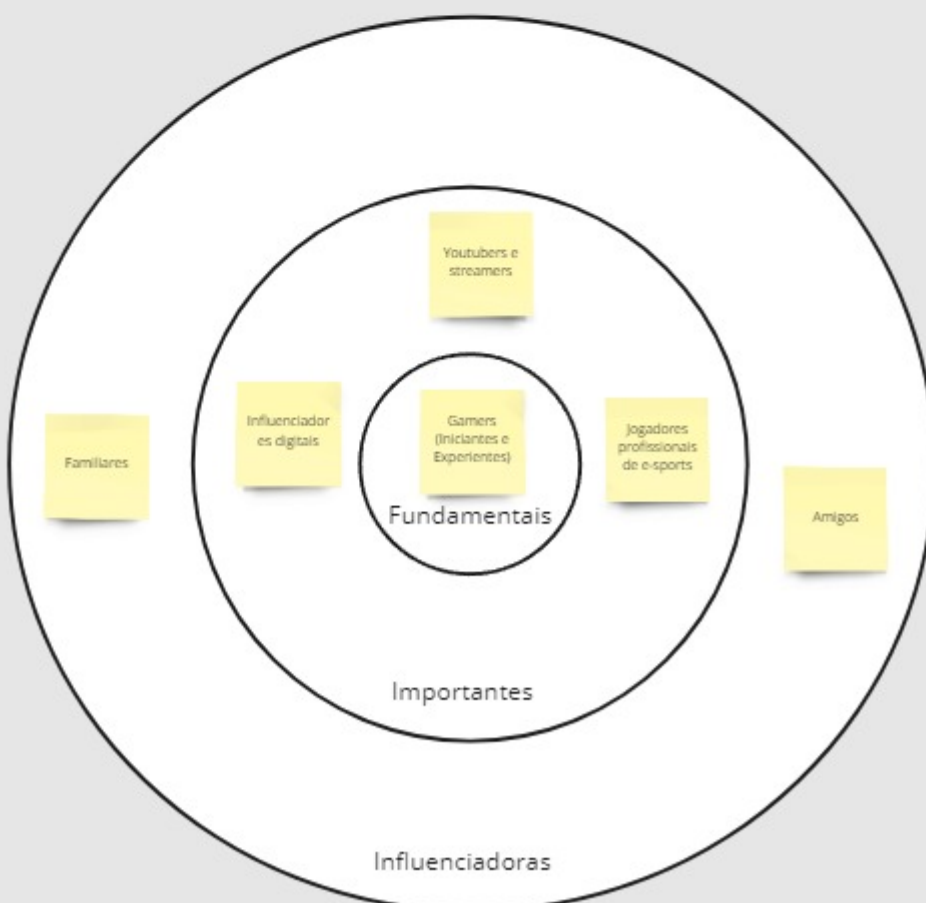 Youtubers e
streamers
Influenciador
es digitais
Gamers
(Iniciantes e
Experientes)
Jogadores
profissionais
de e-sports
Familiares
Amigos
Fundamentais
Importantes
Influenciadoras